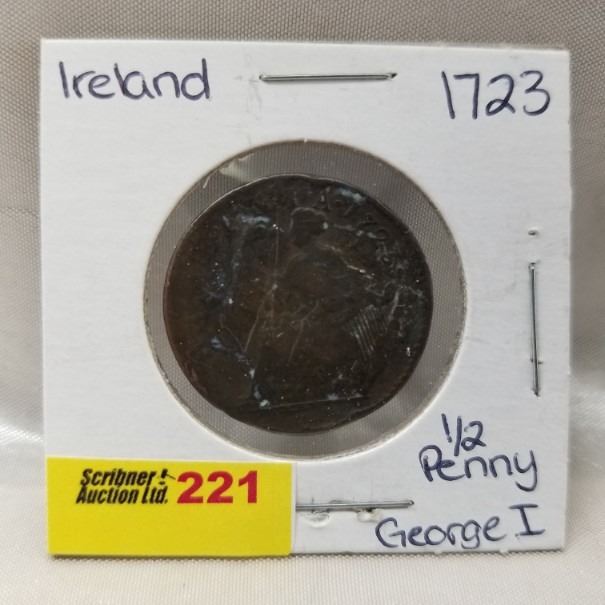 Ireland
1723
1/2
Penny
George I
Scribner
Auction Ltd.
221